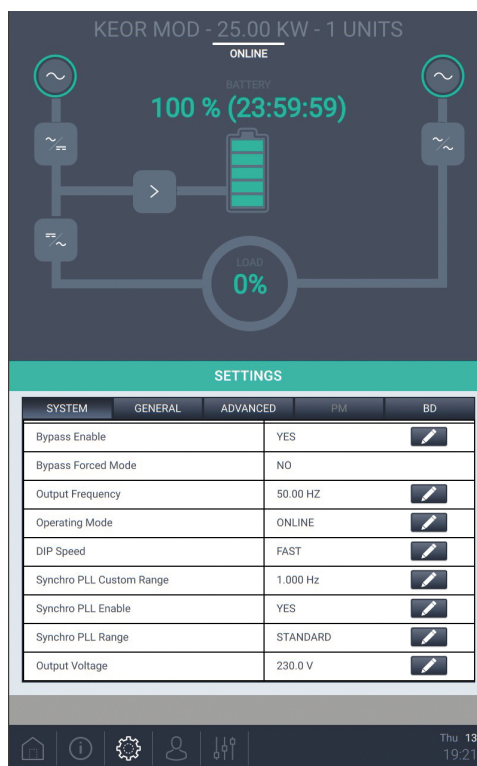 KEOR MOD - 25.00 KW - 1 UNITS
ONLINE
BATTERY
100 % (23:59:59)
LOAD
0%
SETTINGS
SYSTEM GENERAL ADVANCED PM BD
Bypass Enable YES
Bypass Forced Mode NO
Output Frequency 50.00 HZ
Operating Mode ONLINE
DIP Speed FAST
Synchro PLL Custom Range 1.000 Hz
Synchro PLL Enable YES
Synchro PLL Range STANDARD
Output Voltage 230.0 V
Thu 13
19:21